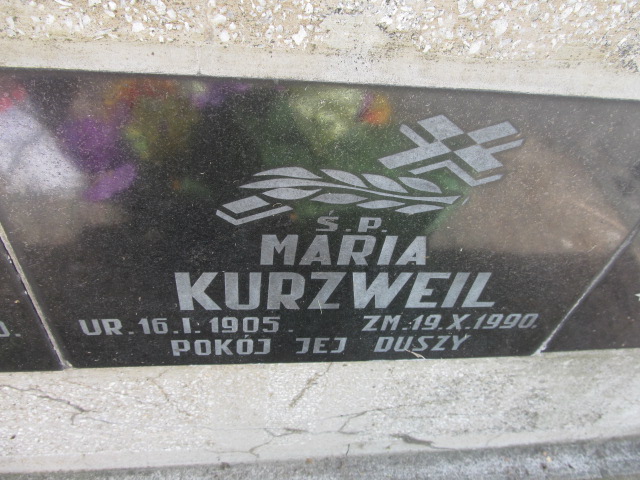 Ś.P.
MARIA
KURZWEIL
UR.16.I.1905. ZM.19.X.1990.
POKÓJ JEJ DUSZY